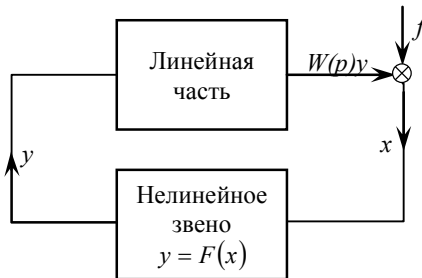 f
Линейная
часть
W(p)y
y
x
Нелинейное
звено
y = F(x)